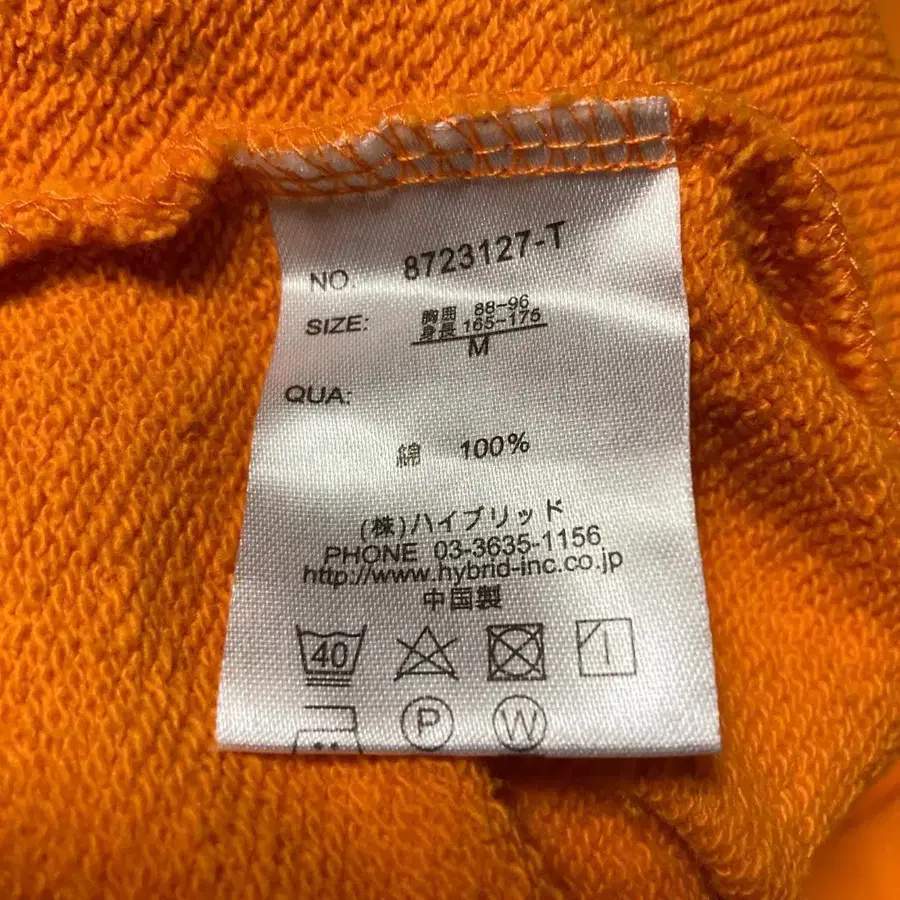 NO. 8723127-T
SIZE: 胸囲 88-96
身長 165-175
M
QUA:
綿 100%
(株)ハイブリッド
PHONE 03-3635-1156
http://www.hybrid-inc.co.jp
中国製
40
P W